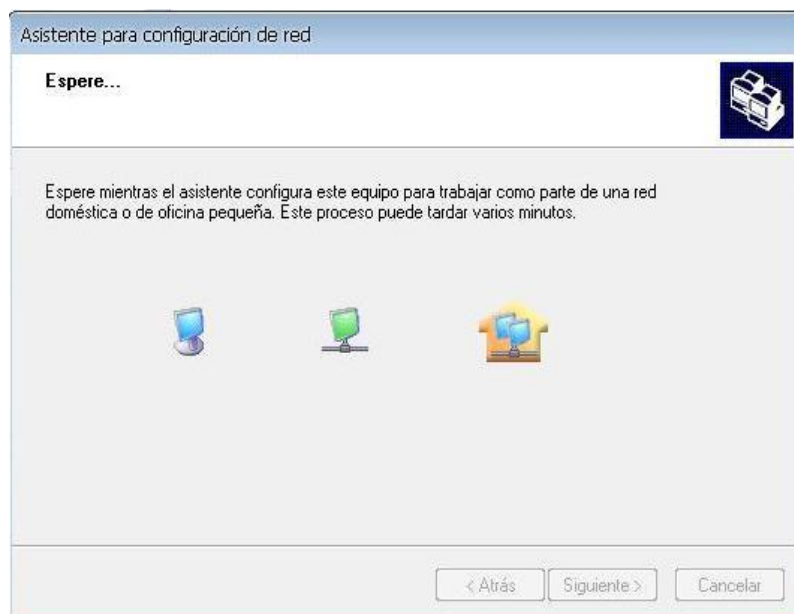 Asistente para configuración de red
Espere...
Espere mientras el asistente configura este equipo para trabajar como parte de una red
doméstica o de oficina pequeña. Este proceso puede tardar varios minutos.
< Atrás Siguiente > Cancelar